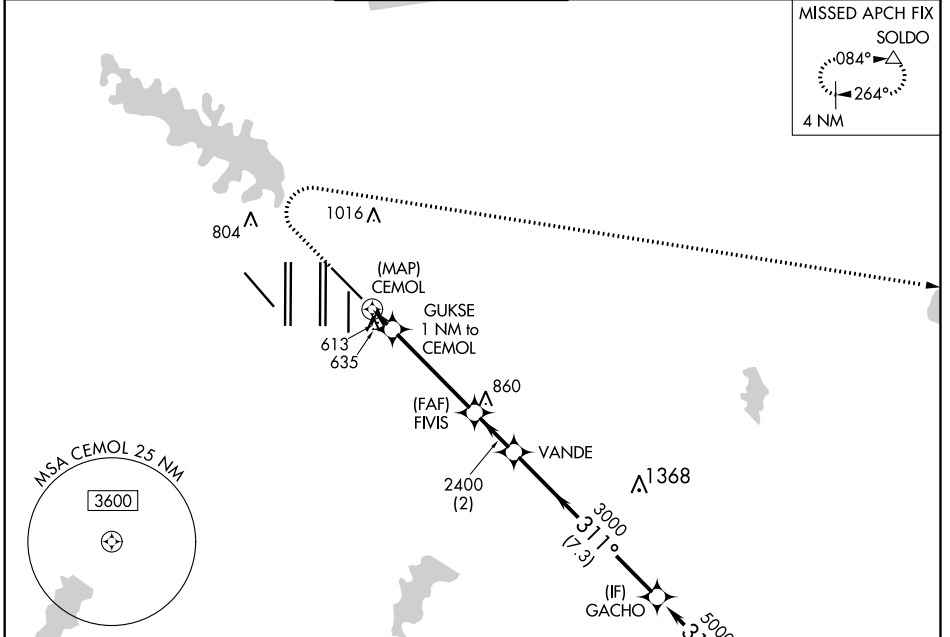 MISSED APCH FIX
SOLDO
084°
264°
4 NM
1016
804
(MAP)
CEMOL
GUKSE
1 NM to
CEMOL
613
635
860
(FAF)
FIVIS
VANDE
2400
(2)
1368
MSA CEMOL 25 NM
3600
3000
311°
(7.3)
(IF)
GACHO
5000